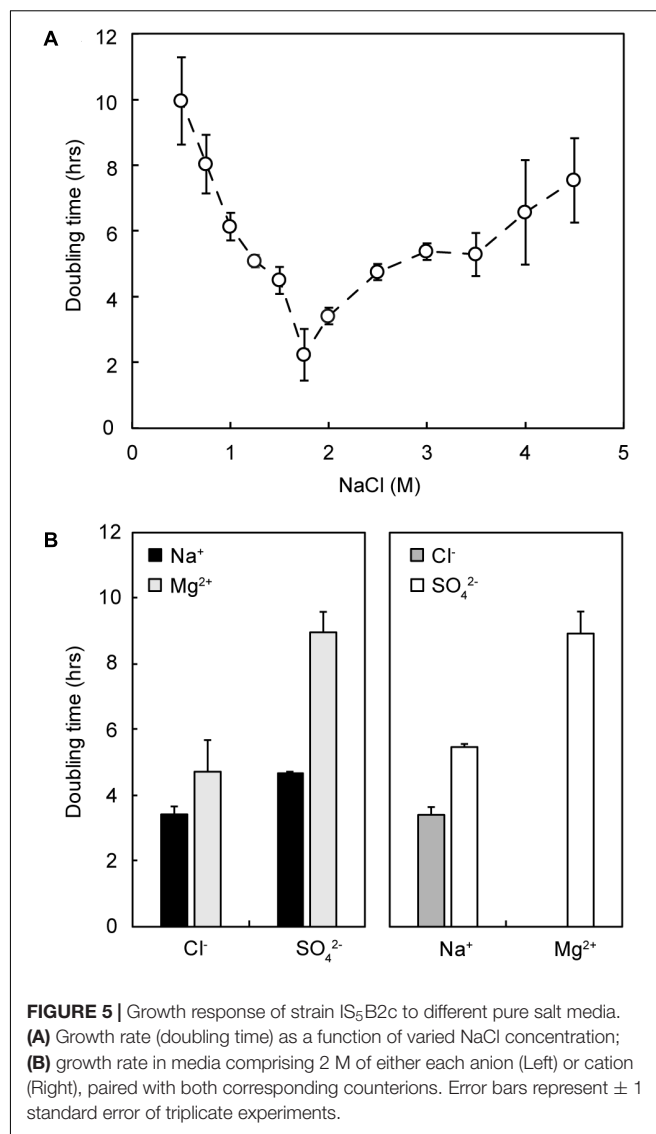 A
12
10
8
6
4
2
0
Doubling time (hrs)
0 1 2 3 4 5
NaCl (M)
B
12
10
8
6
4
2
0
Doubling time (hrs)
Na⁺
Mg²⁺
Cl⁻ SO₄²⁻
Cl⁻
SO₄²⁻
Na⁺ Mg²⁺
FIGURE 5 | Growth response of strain IS₅B2c to different pure salt media.
(A) Growth rate (doubling time) as a function of varied NaCl concentration;
(B) growth rate in media comprising 2 M of either each anion (Left) or cation
(Right), paired with both corresponding counterions. Error bars represent ± 1
standard error of triplicate experiments.